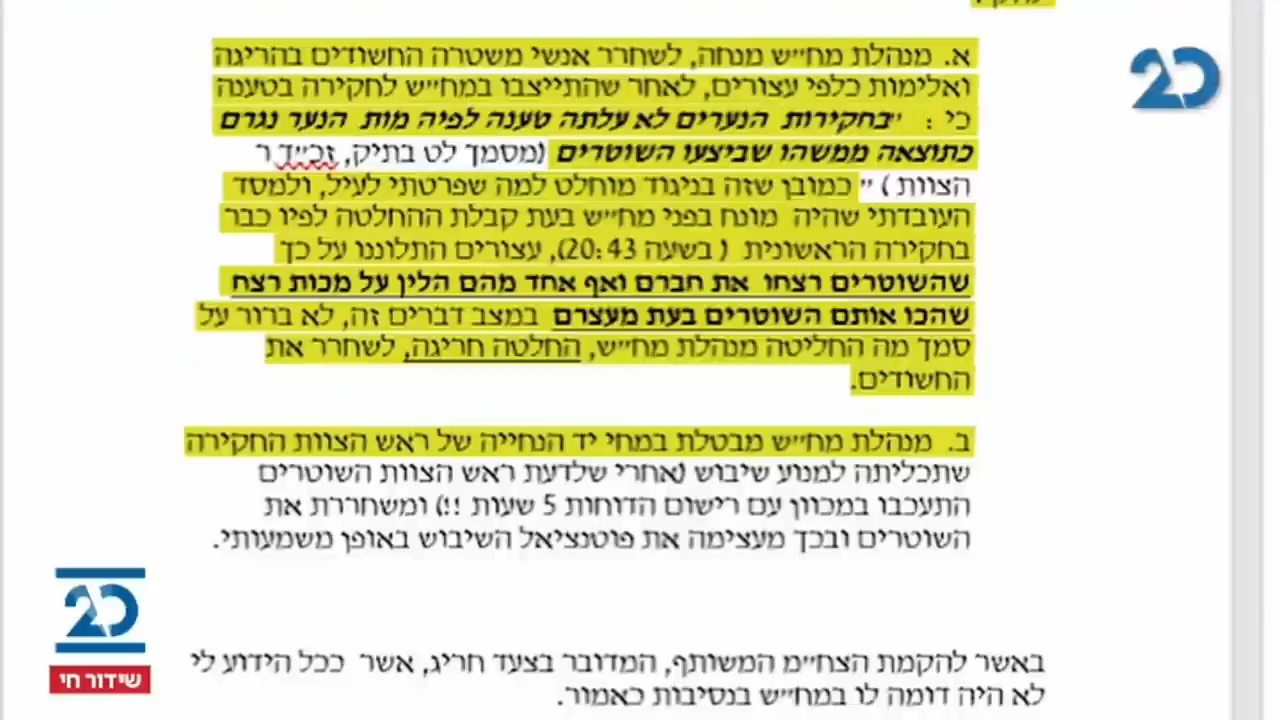 א. מנהלת מח״ש מנחה, לשחרר אנשי משטרה החשודים בהריגה
ואלימות כלפי עצורים, לאחר שהתייצבו במח״ש לחקירה בטענה
כי : ״בחקירות הנערים לא עלתה טענה לפיה מות הנער נגרם
כתוצאה ממשהו שביצעו השוטרים (מסמך לט בתיק, זכ״ד ר
הצוות )״ כמובן שזה בניגוד מוחלט למה שפרטתי לעיל, ולמסד
העובדתי שהיה מונח בפני מח״ש בעת קבלת ההחלטה לפיו כבר
בחקירה הראשונית ( בשעה 20:43), עצורים התלוננו על כך
שהשוטרים רצחו את חברם ואף אחד מהם הלין על מכות רצח
שהכו אותם השוטרים בעת מעצרם במצב דברים זה, לא ברור על
סמך מה החליטה מנהלת מח״ש, החלטה חריגה, לשחרר את
החשודים.
ב. מנהלת מח״ש מבטלת במחי יד הנחייה של ראש הצוות החקירה
שתכליתה למנוע שיבוש (אחרי שלדעת ראש הצוות השוטרים
התעכבו במכוון עם רישום הדוחות 5 שעות !!) ומשחררת את
השוטרים ובכך מעצימה את פוטנציאל השיבוש באופן משמעותי.
באשר להקמת הצח״מ המשותף, המדובר בצעד חריג, אשר ככל הידוע לי
לא היה דומה לו במח״ש בנסיבות כאמור.
20
20
שידור חי